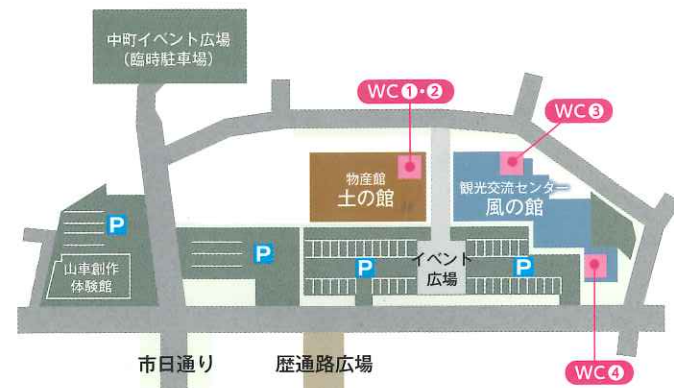 中町イベント広場
(臨時駐車場)
WC❶・❷
WC❸
物産館
土の館
観光交流センター
風の館
P
P
P
P
イベント
広場
山車創作
体験館
市日通り
歴通路広場
WC❹